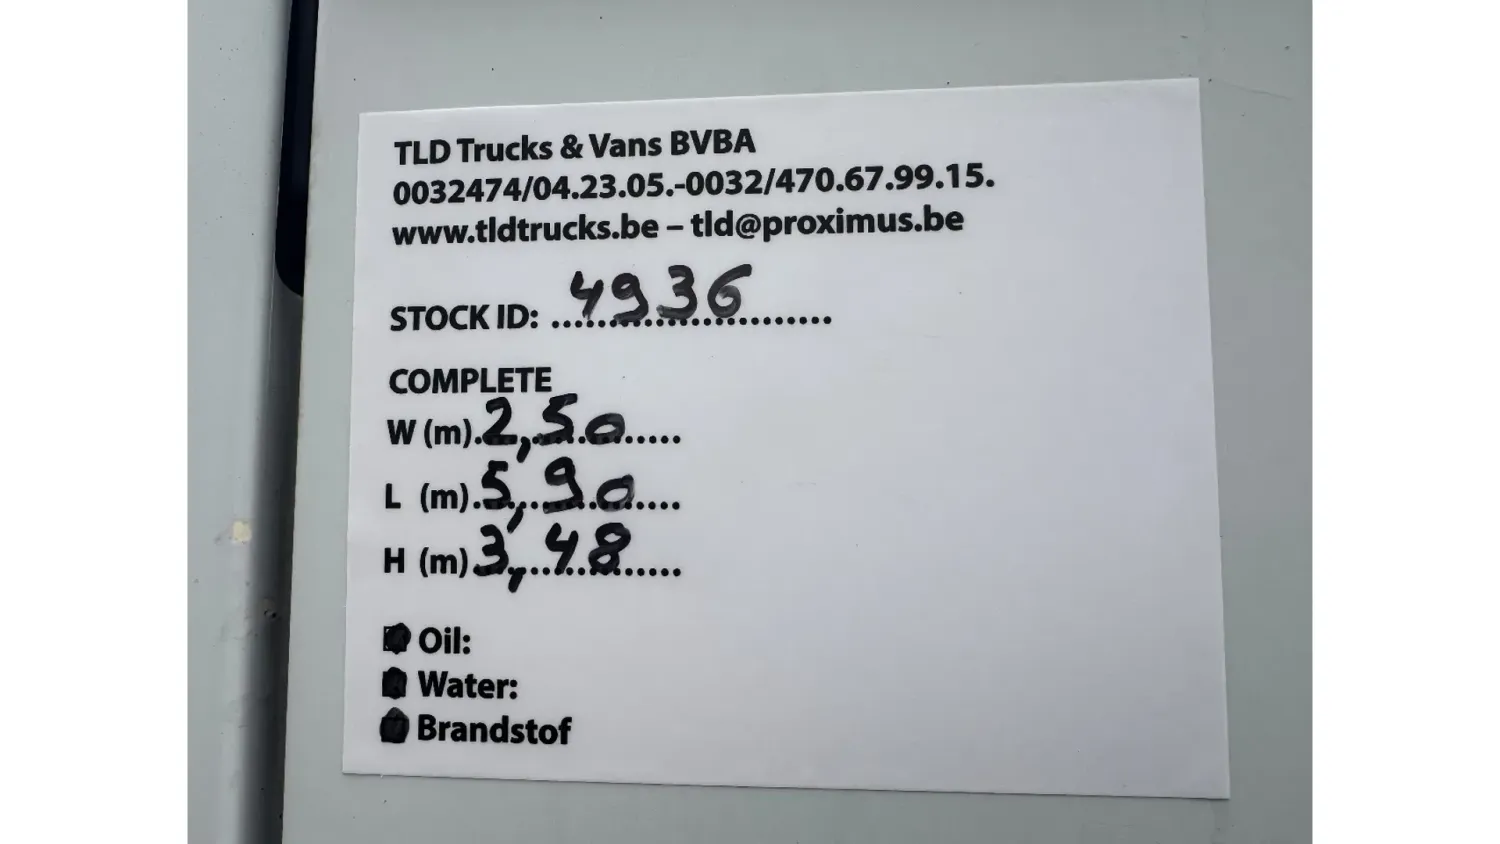 TLD Trucks & Vans BVBA
0032474/04.23.05.-0032/470.67.99.15.
www.tldtrucks.be – tld@proximus.be
STOCK ID: 4936
COMPLETE
W (m) 2,50
L (m) 5,90
H (m) 3,48
Oil:
Water:
Brandstof